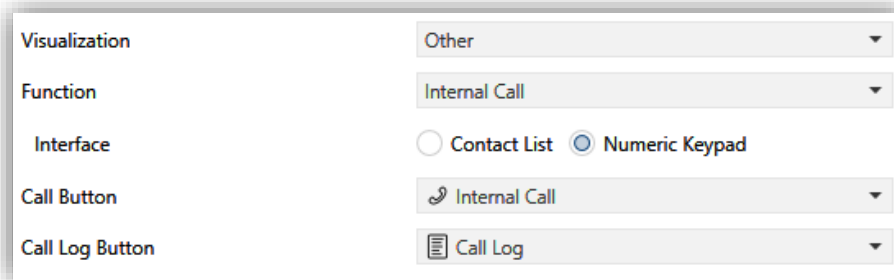 Visualization Other
Function Internal Call
Interface Contact List Numeric Keypad
Call Button Internal Call
Call Log Button Call Log